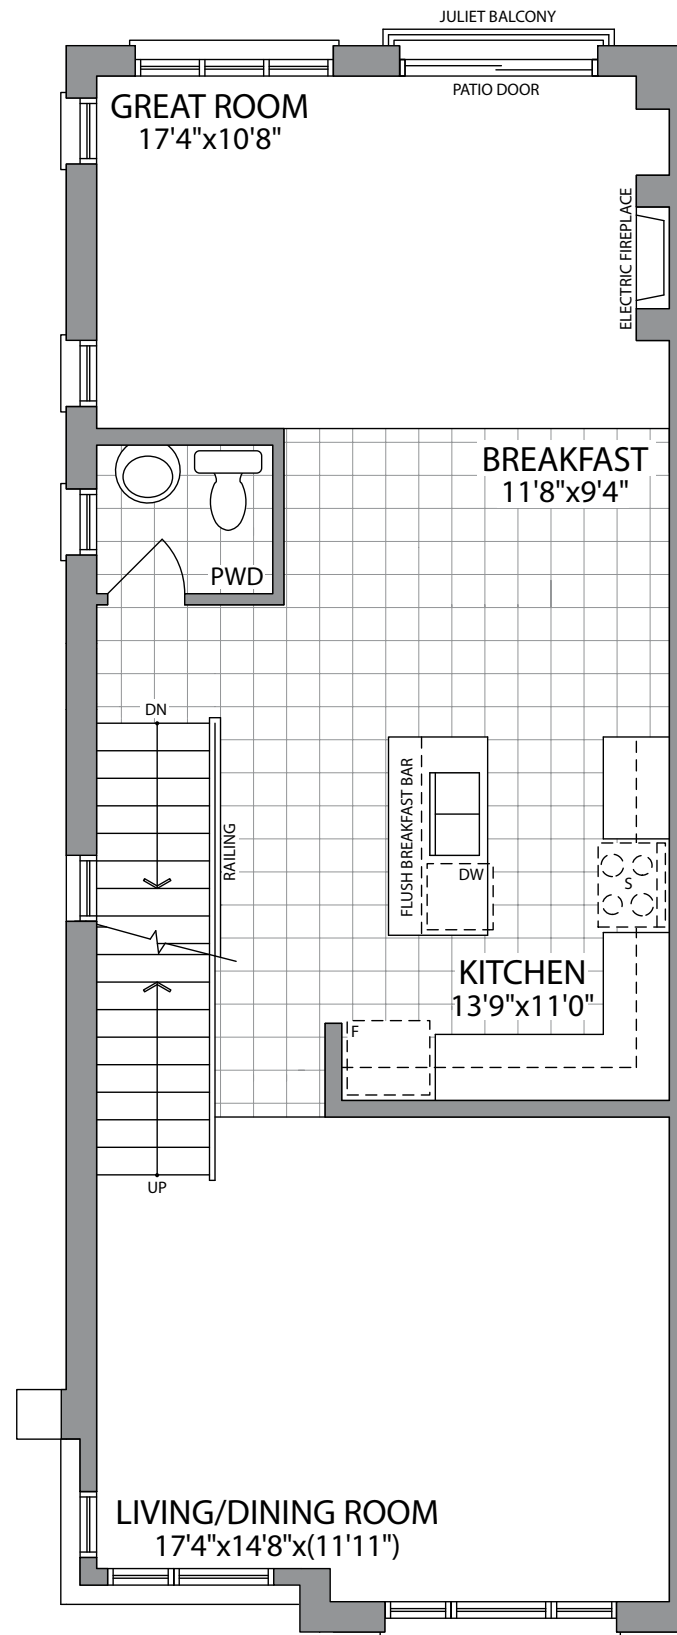 JULIET BALCONY
PATIO DOOR
GREAT ROOM
17'4"x10'8"
ELECTRIC FIREPLACE
BREAKFAST
11'8"x9'4"
PWD
DN
RAILING
FLUSH BREAKFAST BAR
DW
S
KITCHEN
13'9"x11'0"
F
UP
LIVING/DINING ROOM
17'4"x14'8"x(11'11")